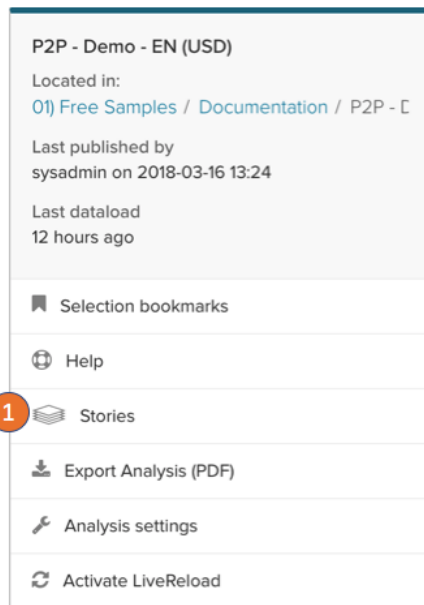 P2P - Demo - EN (USD)
Located in:
01) Free Samples / Documentation / P2P - D
Last published by
sysadmin on 2018-03-16 13:24
Last dataload
12 hours ago
Selection bookmarks
Help
1 Stories
Export Analysis (PDF)
Analysis settings
Activate LiveReload